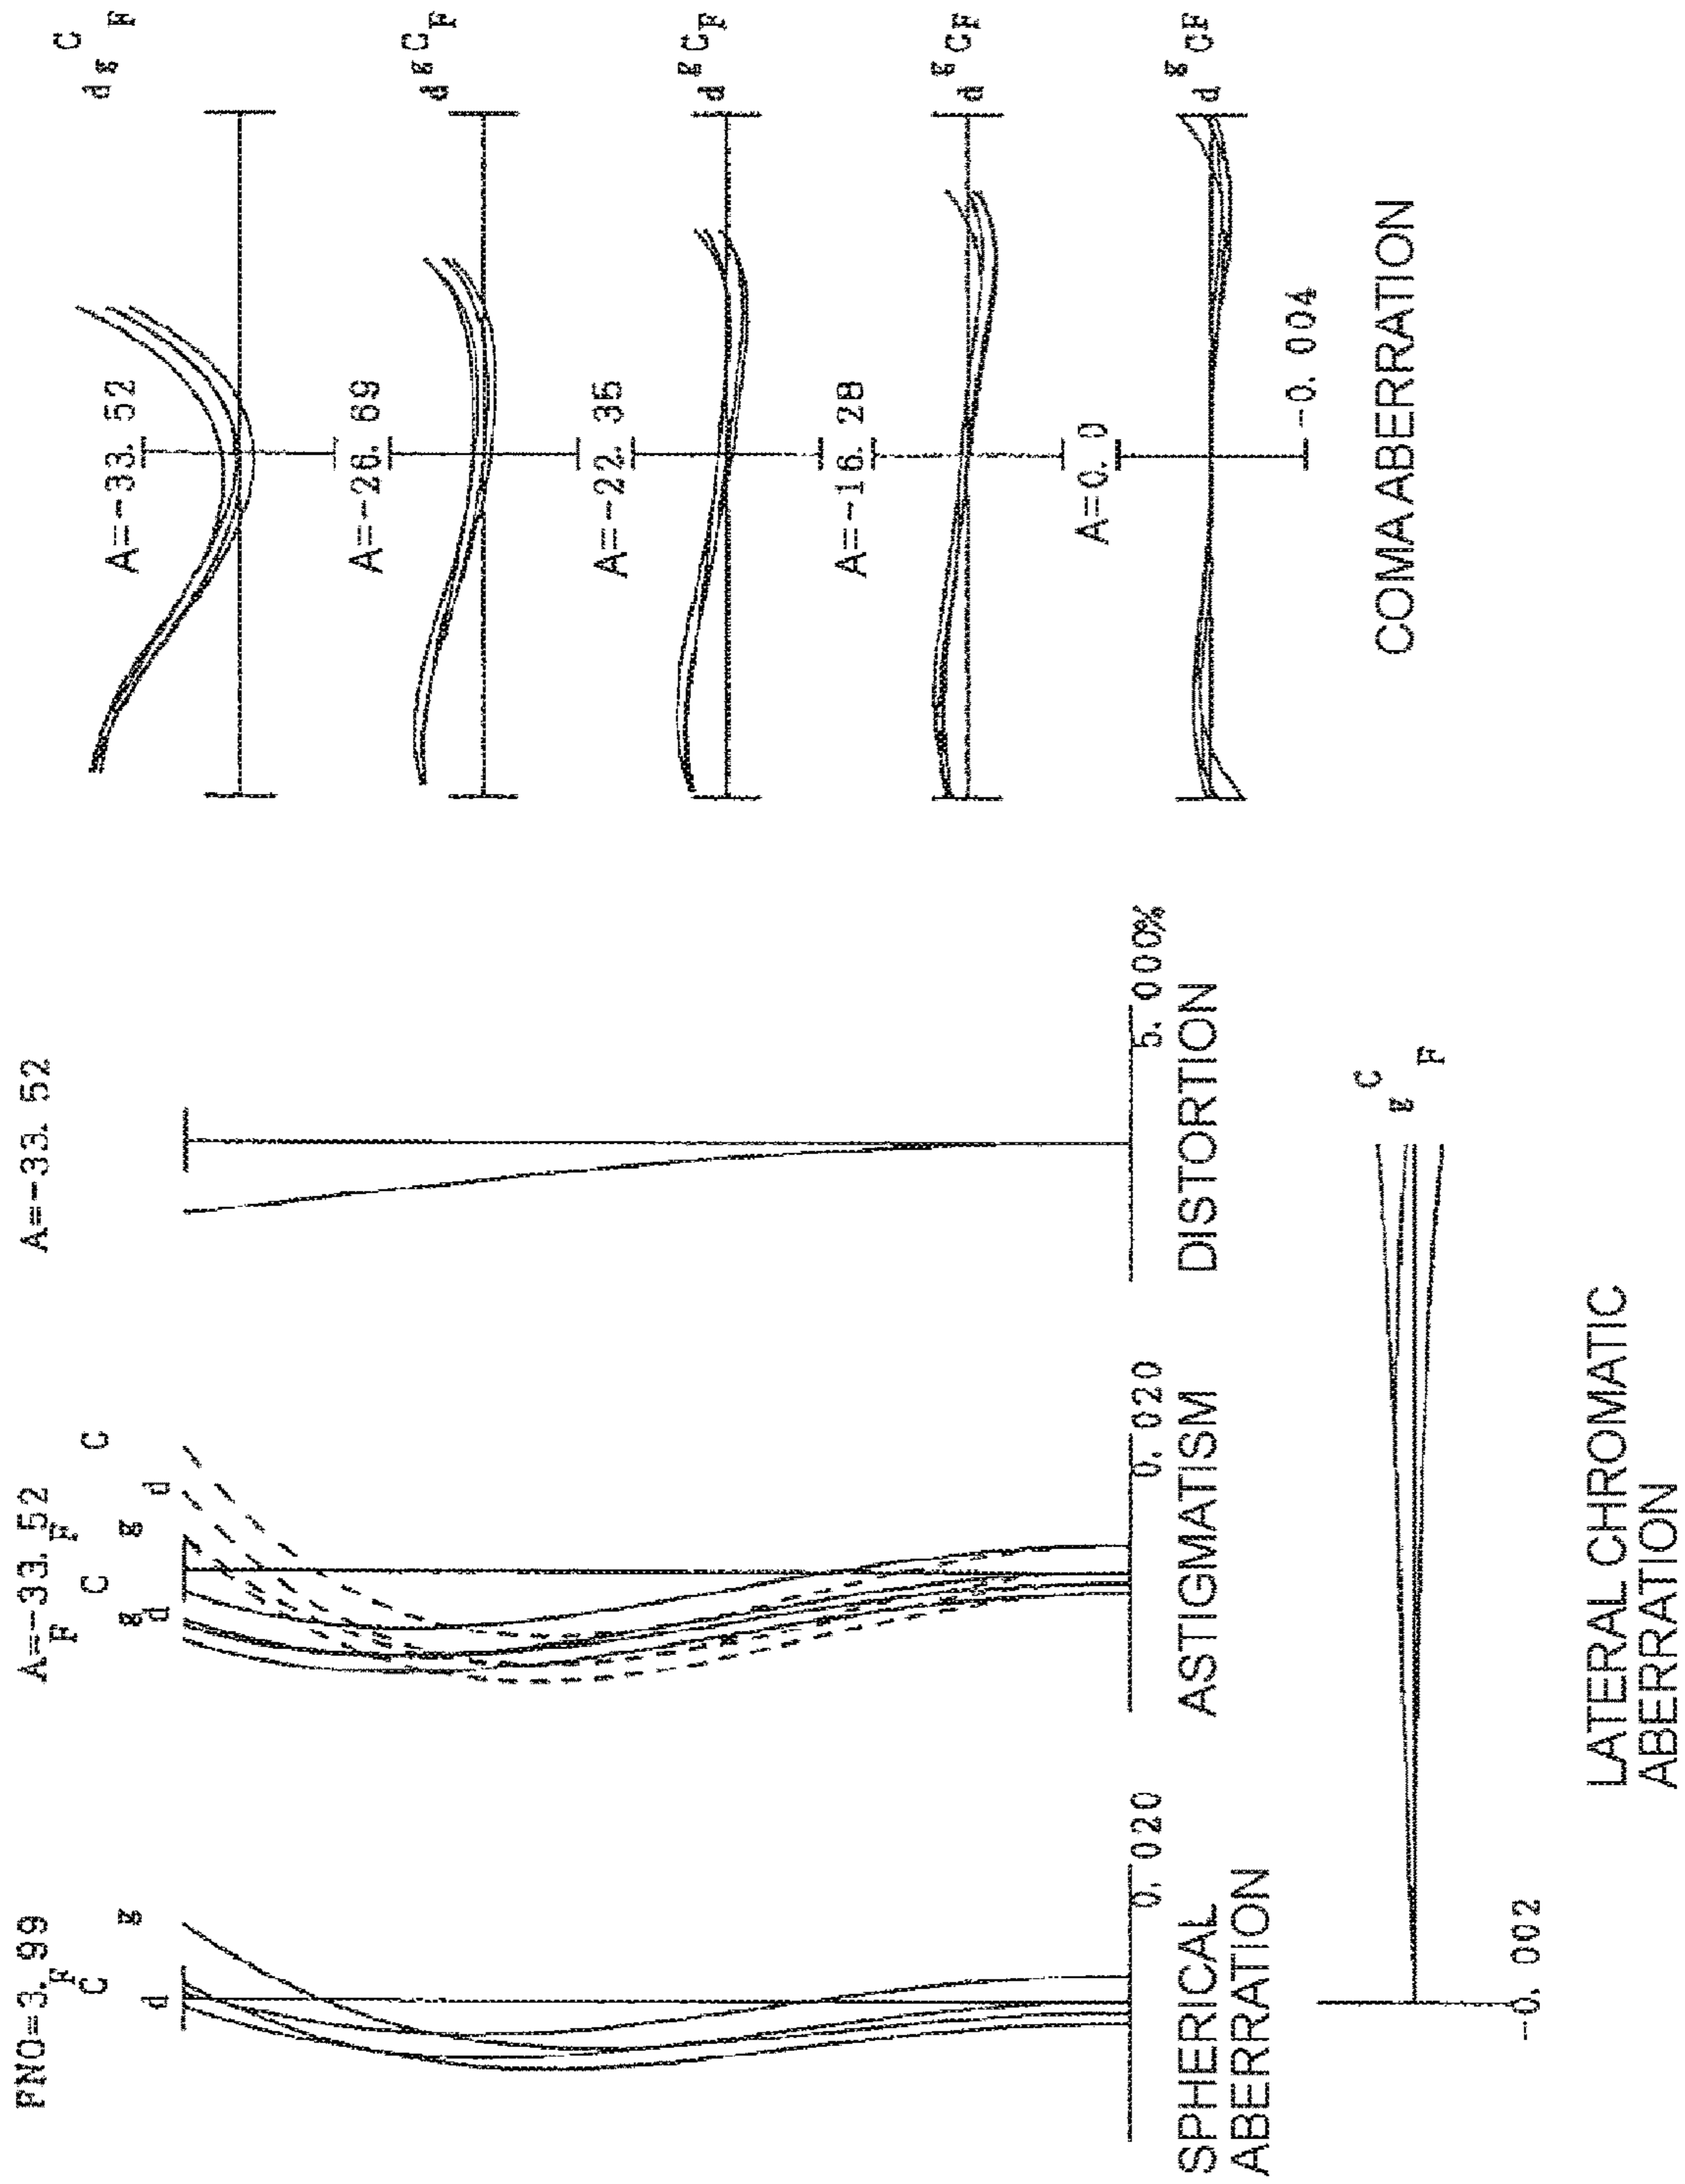 FNO=3. 99
F
C
d
g
0. 020
SPHERICAL
ABERRATION
A=-33. 52
F
g
d
C
F
g
d
C
0. 020
ASTIGMATISM
A=-33. 52
5. 000%
DISTORTION
A=-33. 52
d
g
C
F
A=-26. 69
d
g
C
F
A=-22. 35
d
g
C
F
A=-16. 28
d
g
C
F
A=0. 0
d
g
C
F
-0. 004
COMA ABERRATION
C
g
F
-0. 002
LATERAL CHROMATIC
ABERRATION